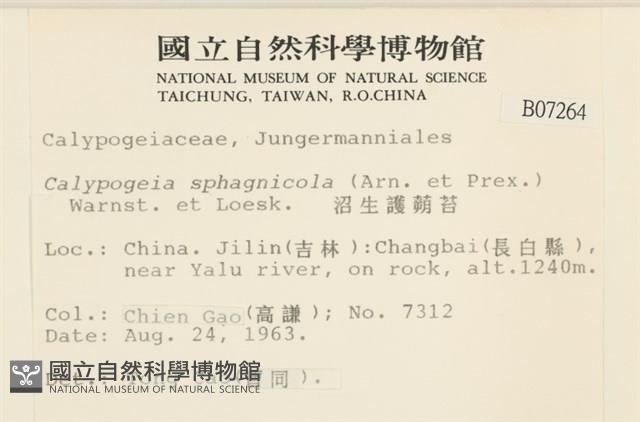 國立自然科學博物館
NATIONAL MUSEUM OF NATURAL SCIENCE
TAICHUNG, TAIWAN, R.O.CHINA
B07264
Calypogeiaceae, Jungermanniales
Calypogeia sphagnicola (Arn. et Prex.)
Warnst. et Loesk. 沼生護蒴苔
Loc.: China. Jilin(吉林):Changbai(長白縣),
near Yalu river, on rock, alt.1240m.
Col.: Chien Gao(高謙); No. 7312
Date: Aug. 24, 1963.
同).
國立自然科學博物館
NATIONAL MUSEUM OF NATURAL SCIENCE